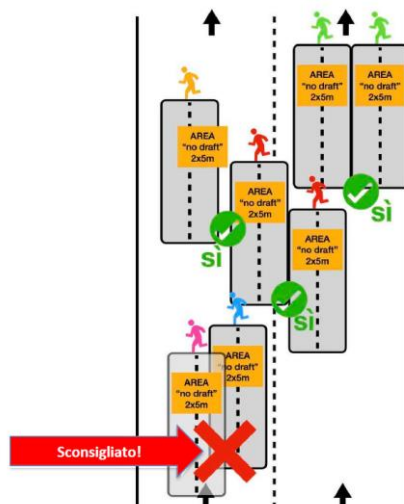 AREA
"no draft"
2x5m
AREA
"no draft"
2x5m
AREA
"no draft"
2x5m
AREA
"no draft"
2x5m
sì
AREA
"no draft"
2x5m
sì
sì
AREA
"no draft"
2x5m
AREA
"no draft"
2x5m
Sconsigliato!